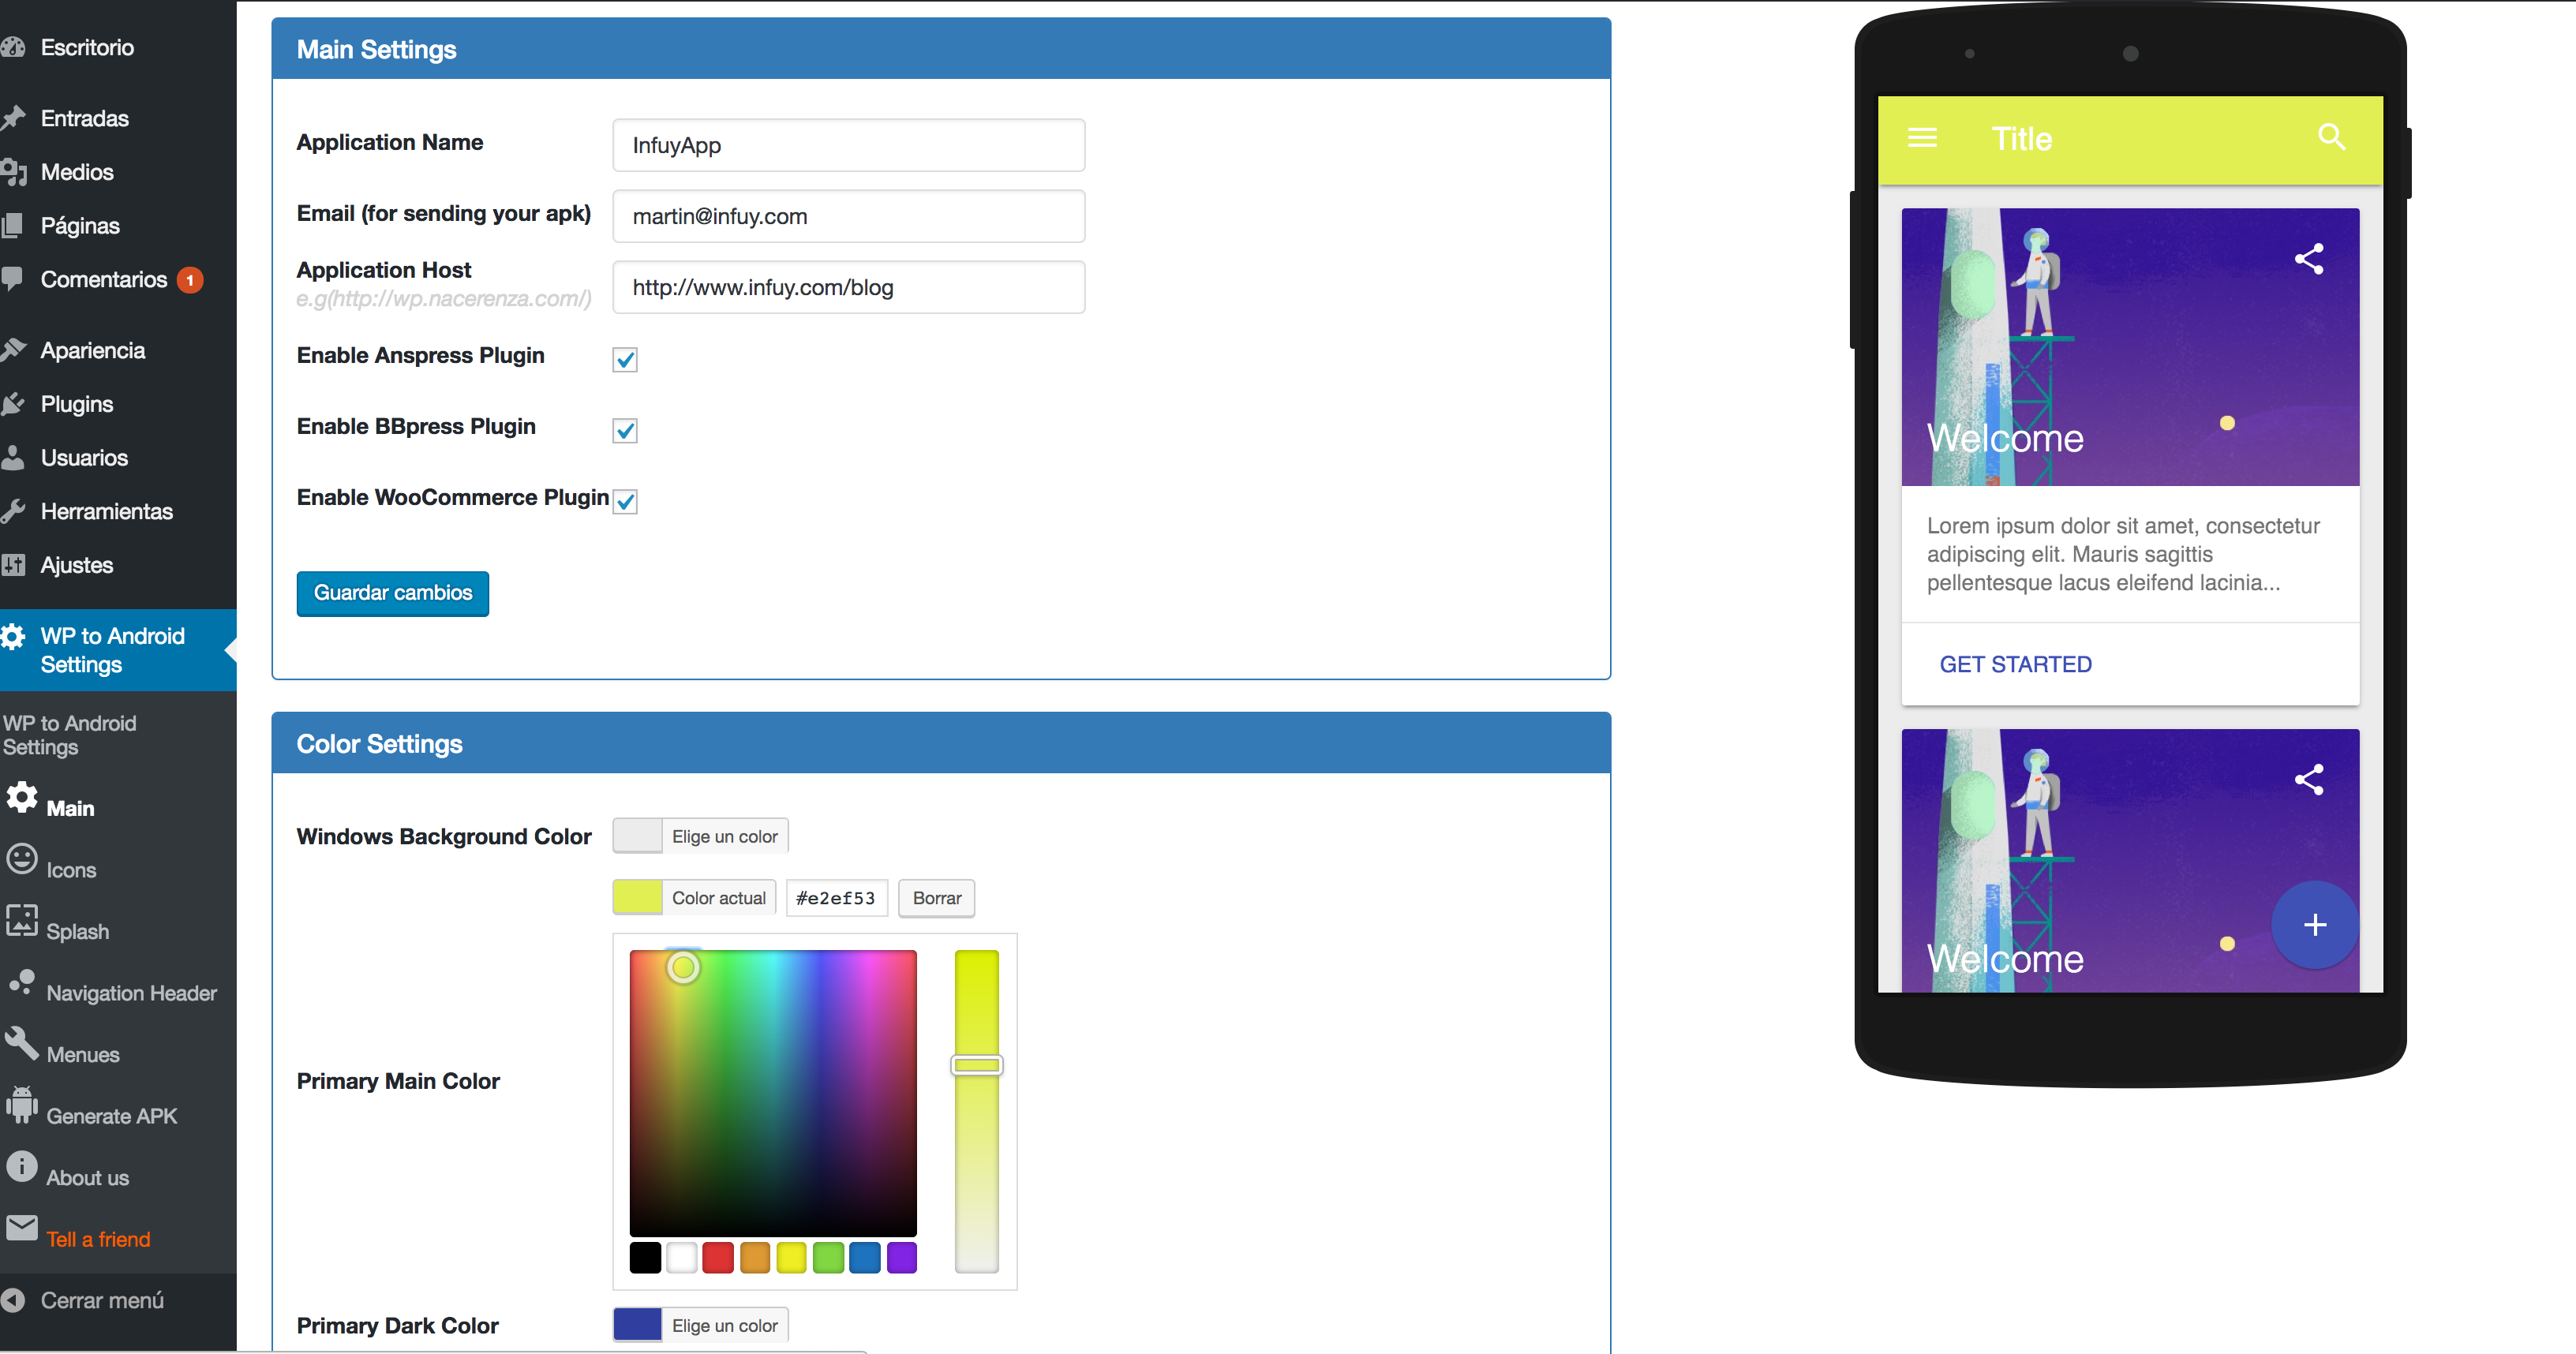 Escritorio
Entradas
Medios
Páginas
Comentarios 1
Apariencia
Plugins
Usuarios
Herramientas
Ajustes
WP to Android
Settings
WP to Android
Settings
Main
Icons
Splash
Navigation Header
Menues
Generate APK
About us
Tell a friend
Cerrar menú
Main Settings
Application Name
InfuyApp
Email (for sending your apk)
martin@infuy.com
Application Host
e.g(http://wp.nacerenza.com/)
http://www.infuy.com/blog
Enable Anspress Plugin
Enable BBpress Plugin
Enable WooCommerce Plugin
Guardar cambios
Color Settings
Windows Background Color
Elige un color
Color actual
#e2ef53
Borrar
Primary Main Color
Primary Dark Color
Elige un color
Title
Welcome
Lorem ipsum dolor sit amet, consectetur
adipiscing elit. Mauris sagittis
pellentesque lacus eleifend lacinia...
GET STARTED
Welcome